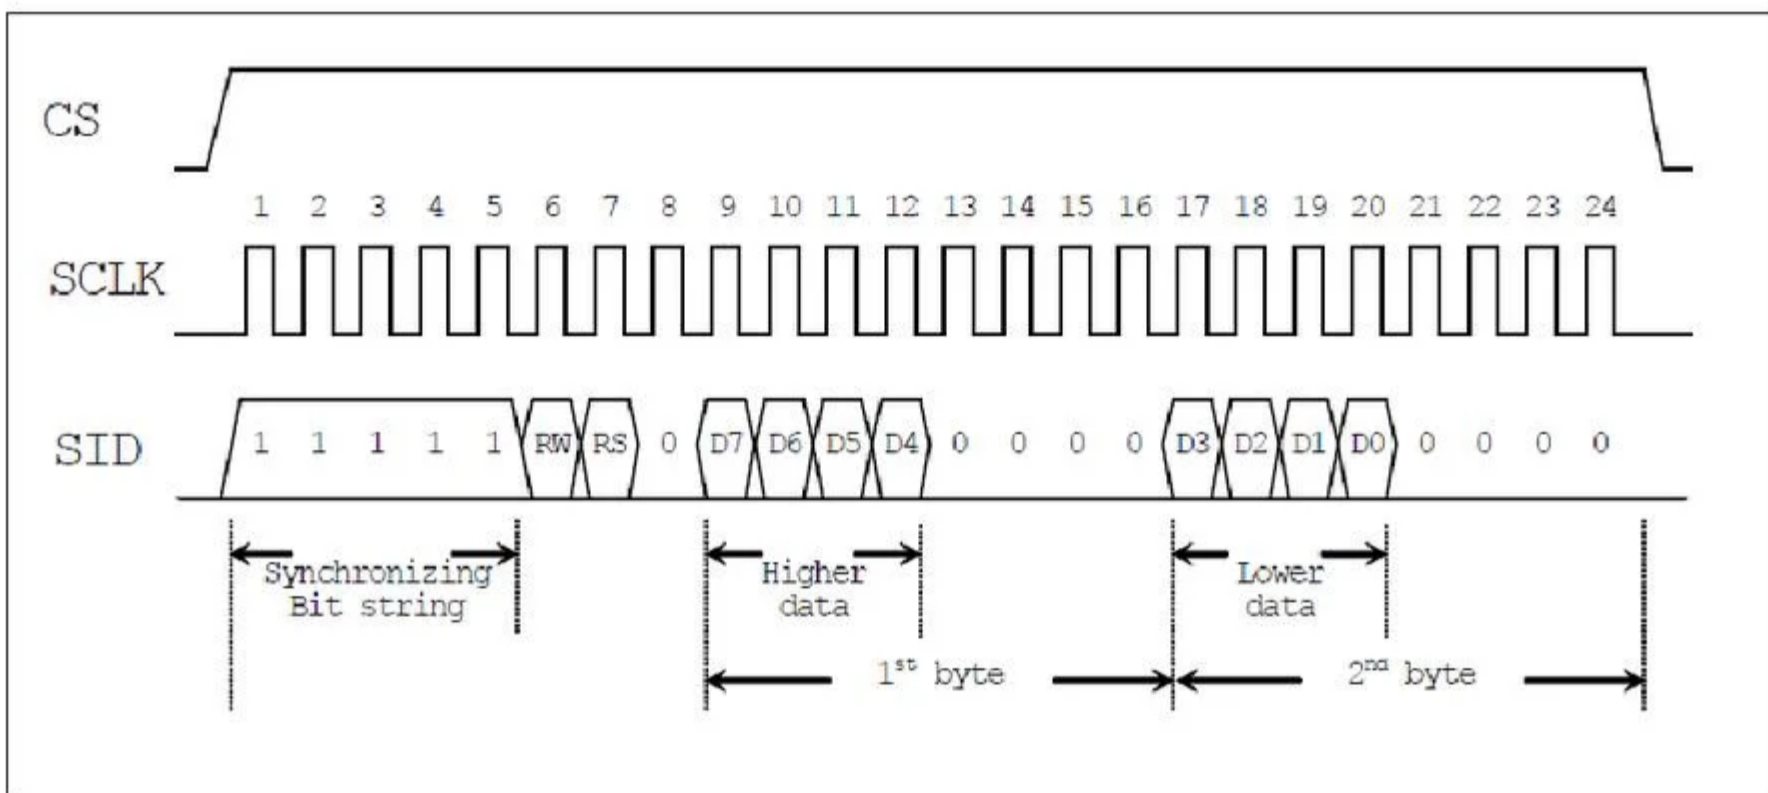 CS
1 2 3 4 5 6 7 8 9 10 11 12 13 14 15 16 17 18 19 20 21 22 23 24
SCLK
SID 1 1 1 1 1 RW RS 0 D7 D6 D5 D4 0 0 0 0 D3 D2 D1 D0 0 0 0 0
Synchronizing
Bit string
Higher
data
Lower
data
1st byte
2nd byte